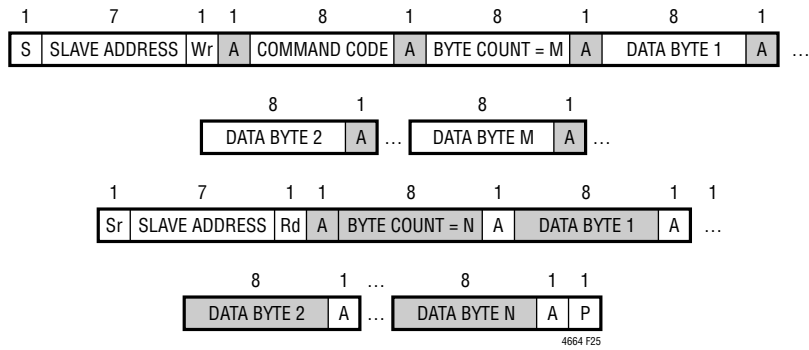 1 7 1 1 8 1 8 1 8 1
S SLAVE ADDRESS Wr A COMMAND CODE A BYTE COUNT = M A DATA BYTE 1 A …
8 1 8 1
DATA BYTE 2 A … DATA BYTE M A …
1 7 1 1 8 1 8 1 1
Sr SLAVE ADDRESS Rd A BYTE COUNT = N A DATA BYTE 1 A …
8 1 … 8 1 1
DATA BYTE 2 A … DATA BYTE N A P
4664 F25